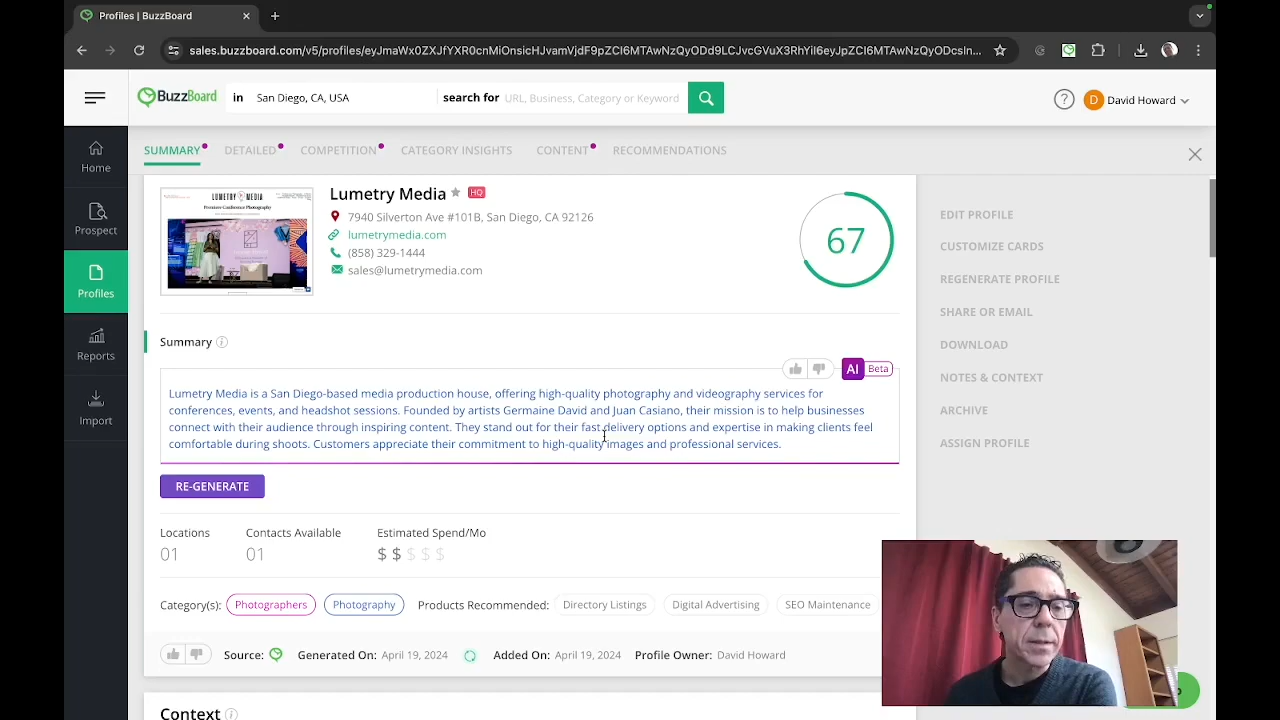 Profiles | BuzzBoard
sales.buzzboard.com/v5/profiles/eyJmaWx0ZXJfYXR0cnMiOnsicHJvamVjdF9pZCI6MTAwNzQyODd9LCJvcGVuX3RhYiI6eyJpZCI6MTAwNzQyODcsIn...
BuzzBoard
in San Diego, CA, USA
search for URL, Business, Category or Keyword
D David Howard
Home
Prospect
Profiles
Reports
Import
SUMMARY DETAILED COMPETITION CATEGORY INSIGHTS CONTENT RECOMMENDATIONS
LUMETRY MEDIA
Premiere Conference Photography
Lumetry Media HQ
7940 Silverton Ave #101B, San Diego, CA 92126
lumetrymedia.com
(858) 329-1444
sales@lumetrymedia.com
67
Summary
AI Beta
Lumetry Media is a San Diego-based media production house, offering high-quality photography and videography services for
conferences, events, and headshot sessions. Founded by artists Germaine David and Juan Casiano, their mission is to help businesses
connect with their audience through inspiring content. They stand out for their fast delivery options and expertise in making clients feel
comfortable during shoots. Customers appreciate their commitment to high-quality images and professional services.
RE-GENERATE
Locations Contacts Available Estimated Spend/Mo
01 01 $ $ $ $ $
Category(s): Photographers Photography Products Recommended: Directory Listings Digital Advertising SEO Maintenance
Source: Generated On: April 19, 2024 Added On: April 19, 2024 Profile Owner: David Howard
Context
EDIT PROFILE
CUSTOMIZE CARDS
REGENERATE PROFILE
SHARE OR EMAIL
DOWNLOAD
NOTES & CONTEXT
ARCHIVE
ASSIGN PROFILE